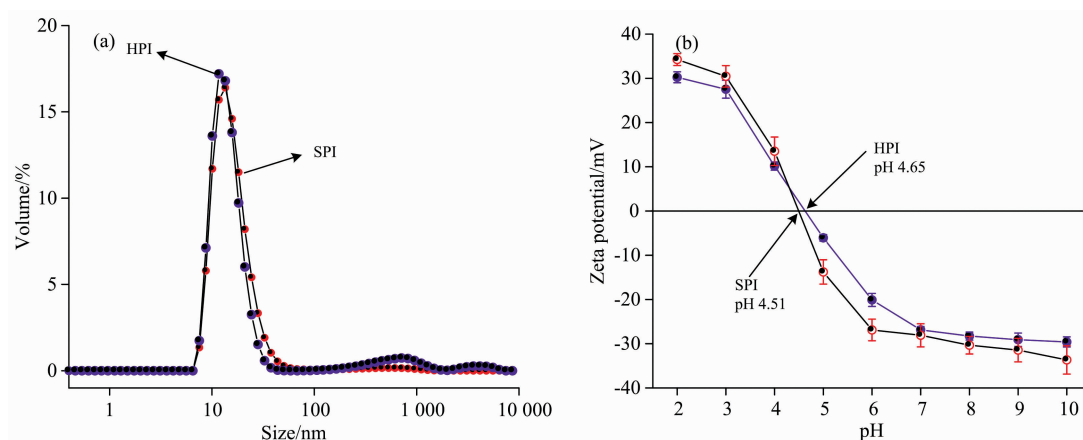 (a)
HPI
SPI
Volume/%
20
15
10
5
0
1
10
100
1 000
10 000
Size/nm
(b)
HPI
pH 4.65
SPI
pH 4.51
Zeta potential/mV
40
30
20
10
0
-10
-20
-30
-40
2
3
4
5
6
7
8
9
10
pH